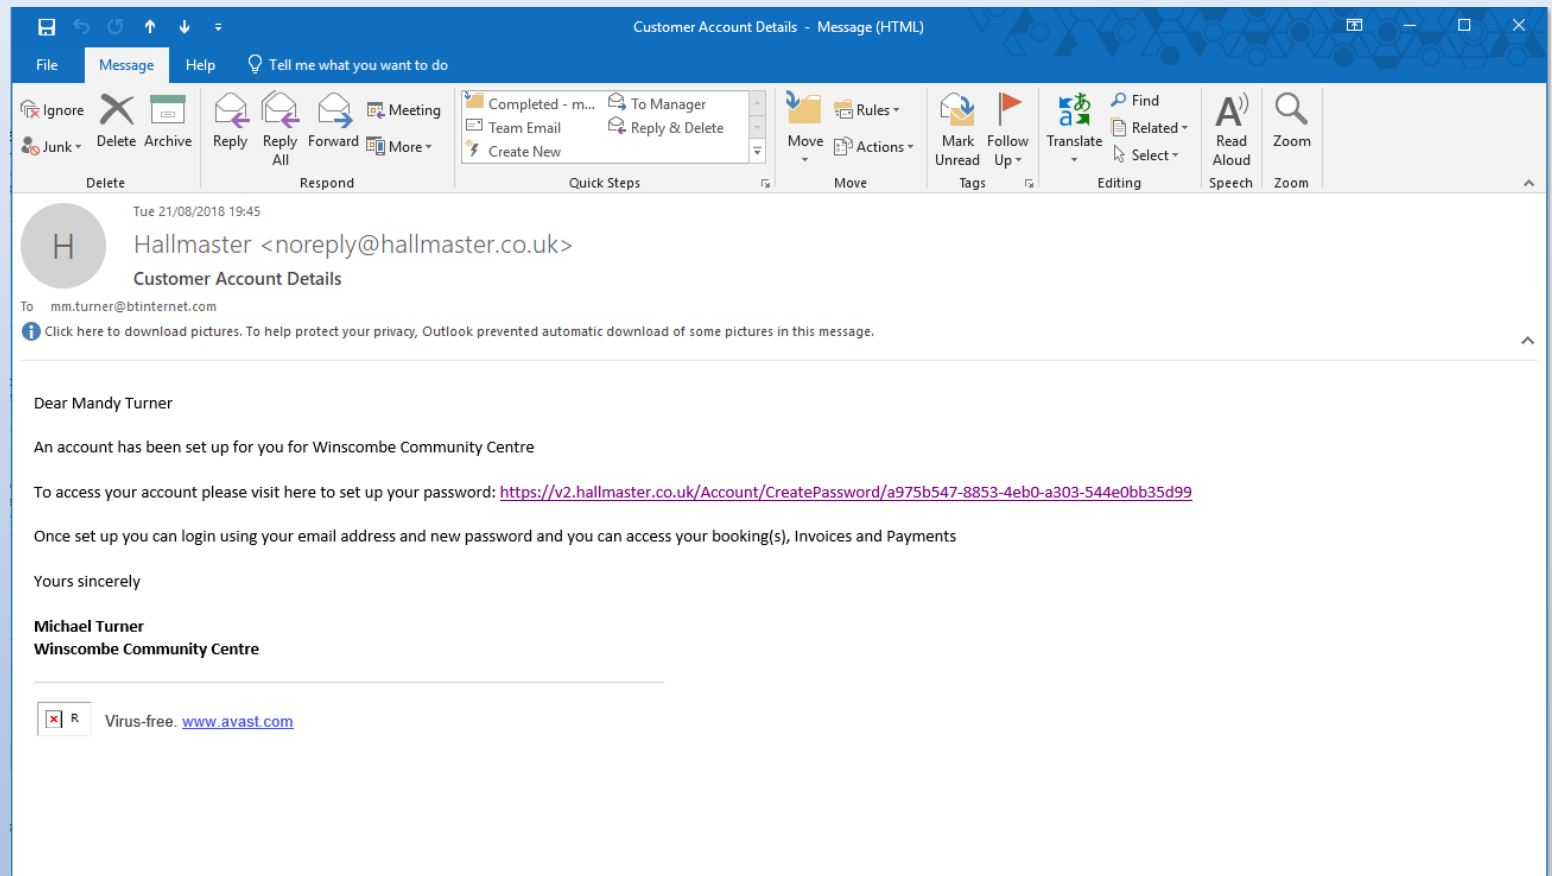 Customer Account Details - Message (HTML)
File Message Help Tell me what you want to do
Ignore
Junk
Delete
Archive
Delete
Reply
Reply All
Forward
Meeting
More
Respond
Completed - m...
To Manager
Team Email
Reply & Delete
Create New
Quick Steps
Move
Rules
Actions
Move
Mark Unread
Follow Up
Tags
Translate
Find
Related
Select
Editing
Read Aloud
Speech
Zoom
Zoom
Tue 21/08/2018 19:45
H
Hallmaster <noreply@hallmaster.co.uk>
Customer Account Details
To mm.turner@btinternet.com
Click here to download pictures. To help protect your privacy, Outlook prevented automatic download of some pictures in this message.
Dear Mandy Turner
An account has been set up for you for Winscombe Community Centre
To access your account please visit here to set up your password: https://v2.hallmaster.co.uk/Account/CreatePassword/a975b547-8853-4eb0-a303-544e0bb35d99
Once set up you can login using your email address and new password and you can access your booking(s), Invoices and Payments
Yours sincerely
Michael Turner
Winscombe Community Centre
R
Virus-free. www.avast.com